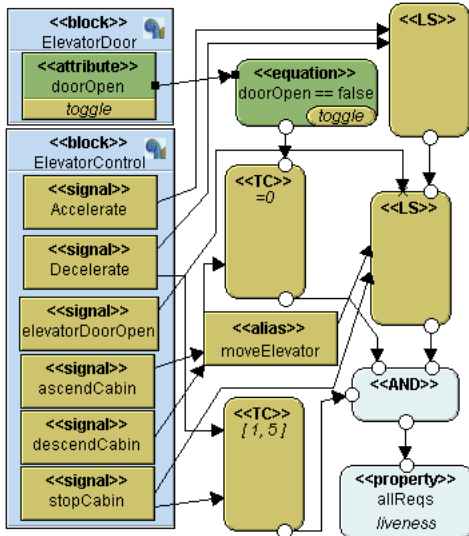 <<block>>
ElevatorDoor
<<attribute>>
doorOpen
toggle
<<equation>>
doorOpen == false
toggle
<<LS>>
<<block>>
ElevatorControl
<<signal>>
Accelerate
<<signal>>
Decelerate
<<signal>>
elevatorDoorOpen
<<signal>>
ascendCabin
<<signal>>
descendCabin
<<signal>>
stopCabin
<<TC>>
=0
<<LS>>
<<alias>>
moveElevator
<<TC>>
[1,5]
<<AND>>
<<property>>
allReqs
liveness